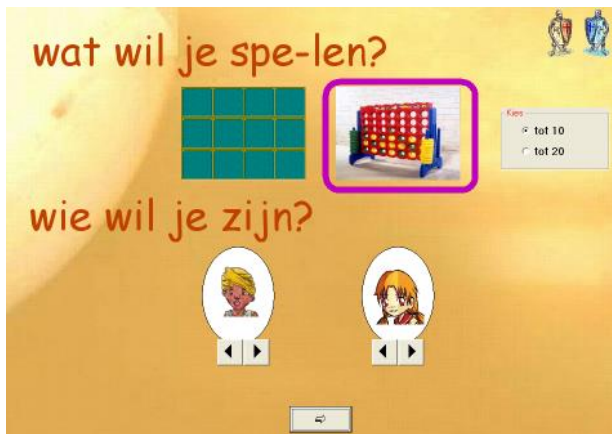 wat wil je spe-len?
Kies
tot 10
tot 20
wie wil je zijn?